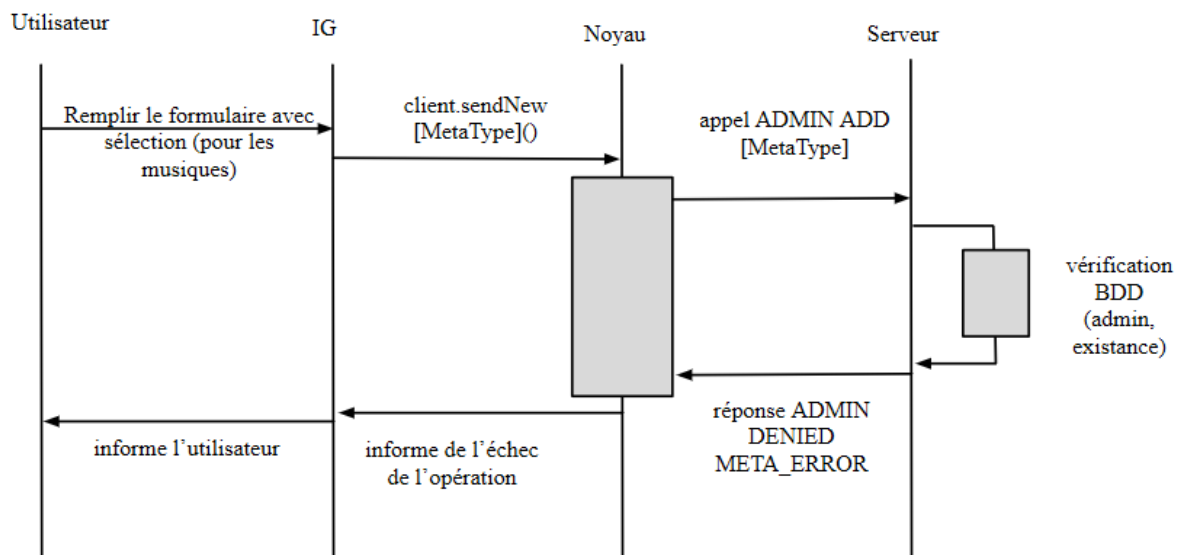 Utilisateur
IG
Noyau
Serveur
Remplir le formulaire avec
sélection (pour les
musiques)
client.sendNew
[MetaType]()
appel ADMIN ADD
[MetaType]
vérification
BDD
(admin,
existance)
réponse ADMIN
DENIED
META_ERROR
informe de l'échec
de l'opération
informe l'utilisateur